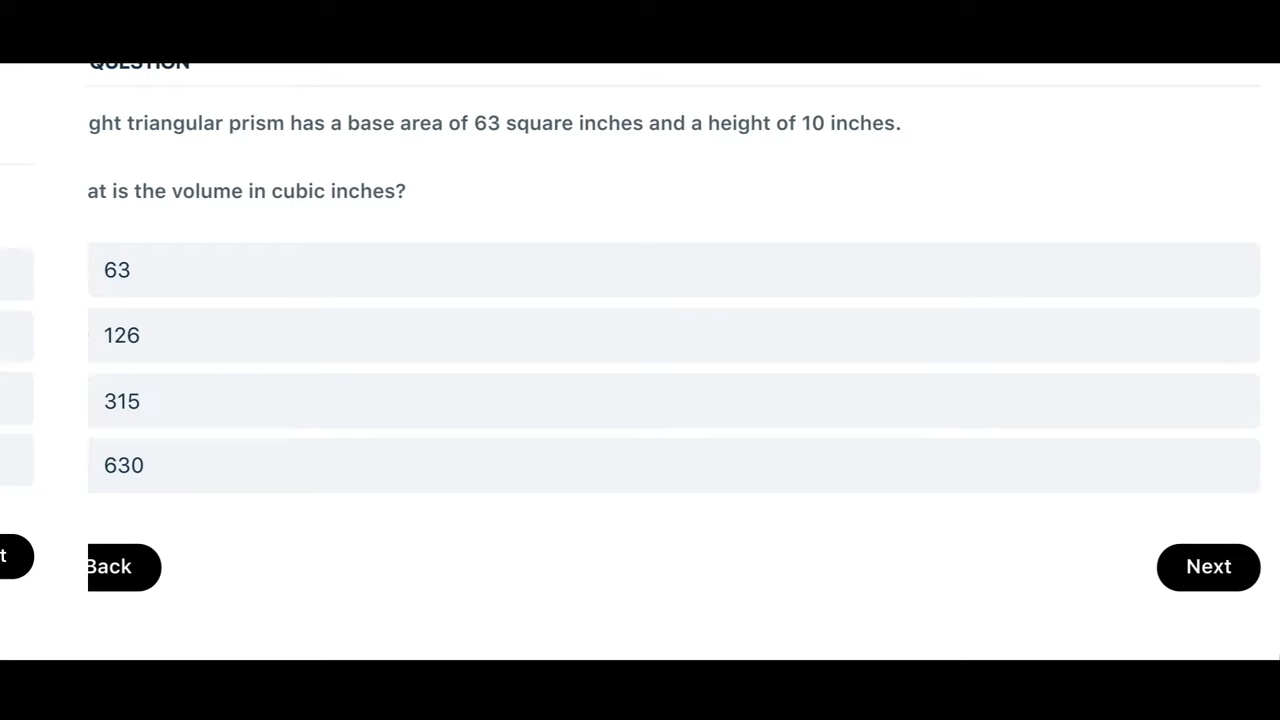 QUESTION
ght triangular prism has a base area of 63 square inches and a height of 10 inches.
at is the volume in cubic inches?
63
126
315
630
t
Back
Next